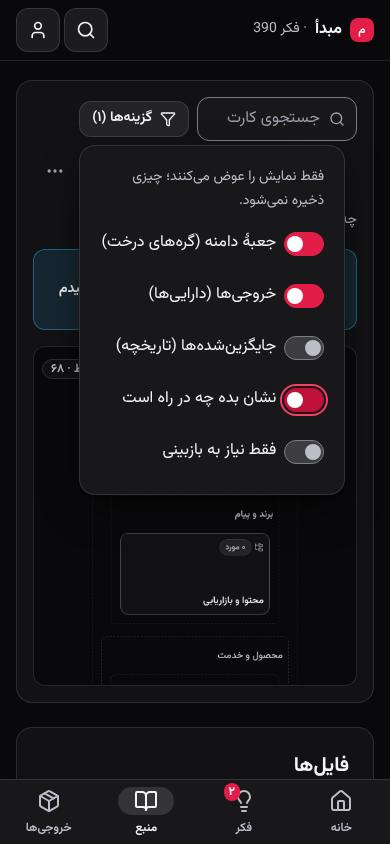 م مبدأ · فکر 390
جستجوی کارت
گزینه‌ها (۱)
فقط نمایش را عوض می‌کنند؛ چیزی
ذخیره نمی‌شود.
جعبهٔ دامنه (گره‌های درخت)
خروجی‌ها (دارایی‌ها)
جایگزین‌شده‌ها (تاریخچه)
نشان بده چه در راه است
فقط نیاز به بازبینی
۶۸
برند و پیام
۰ مورد
محتوا و بازاریابی
محصول و خدمت
فایل‌ها
خانه
۲
فکر
منبع
خروجی‌ها